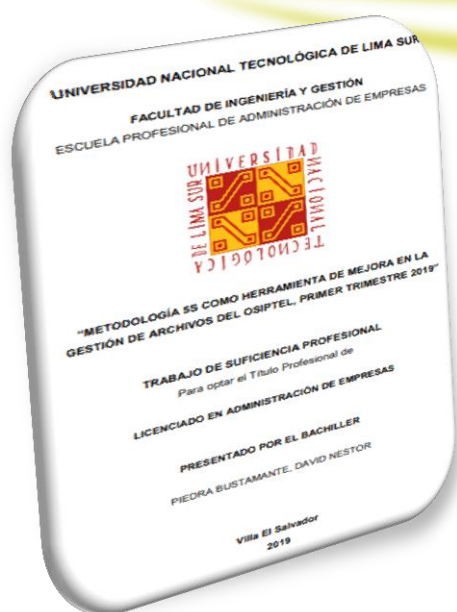 UNIVERSIDAD NACIONAL TECNOLÓGICA DE LIMA SUR
FACULTAD DE INGENIERÍA Y GESTIÓN
ESCUELA PROFESIONAL DE ADMINISTRACIÓN DE EMPRESAS
UNIVERSIDAD
NACIONAL
TECNOLÓGICA
DE LIMA SUR
“METODOLOGÍA 5S COMO HERRAMIENTA DE MEJORA EN LA
GESTIÓN DE ARCHIVOS DEL OSIPTEL, PRIMER TRIMESTRE 2019”
TRABAJO DE SUFICIENCIA PROFESIONAL
Para optar el Título Profesional de
LICENCIADO EN ADMINISTRACIÓN DE EMPRESAS
PRESENTADO POR EL BACHILLER
PIEDRA BUSTAMANTE, DAVID NESTOR
Villa El Salvador
2019